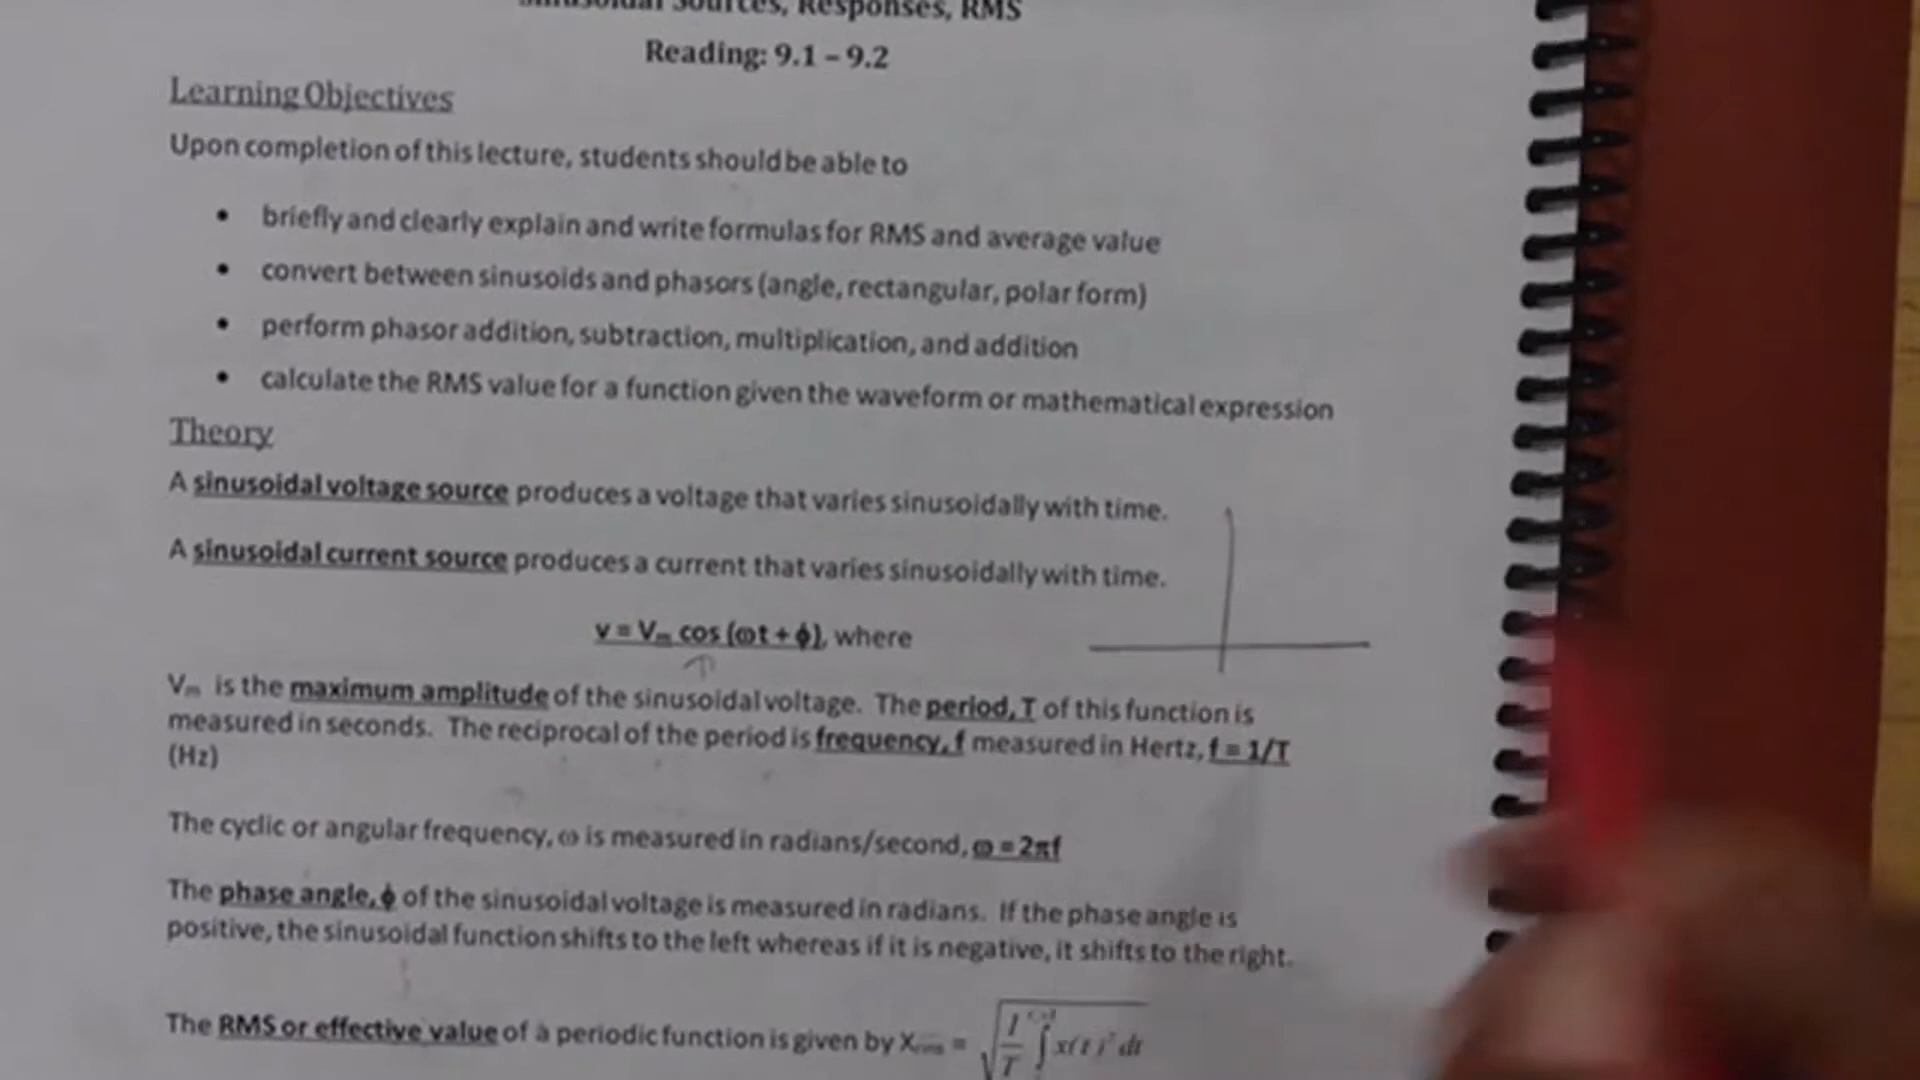 Sinusoidal Sources, Responses, RMS
Reading: 9.1 – 9.2
Learning Objectives
Upon completion of this lecture, students should be able to
• briefly and clearly explain and write formulas for RMS and average value
• convert between sinusoids and phasors (angle, rectangular, polar form)
• perform phasor addition, subtraction, multiplication, and addition
• calculate the RMS value for a function given the waveform or mathematical expression
Theory
A sinusoidal voltage source produces a voltage that varies sinusoidally with time.
A sinusoidal current source produces a current that varies sinusoidally with time.
v = Vm cos (ωt + ϕ), where
Vm is the maximum amplitude of the sinusoidal voltage. The period, T of this function is
measured in seconds. The reciprocal of the period is frequency, f measured in Hertz, f = 1/T
(Hz)
The cyclic or angular frequency, ω is measured in radians/second, ω = 2πf
The phase angle, ϕ of the sinusoidal voltage is measured in radians. If the phase angle is
positive, the sinusoidal function shifts to the left whereas if it is negative, it shifts to the right.
The RMS or effective value of a periodic function is given by Xrms = √ 1/T ∫ x(t)² dt